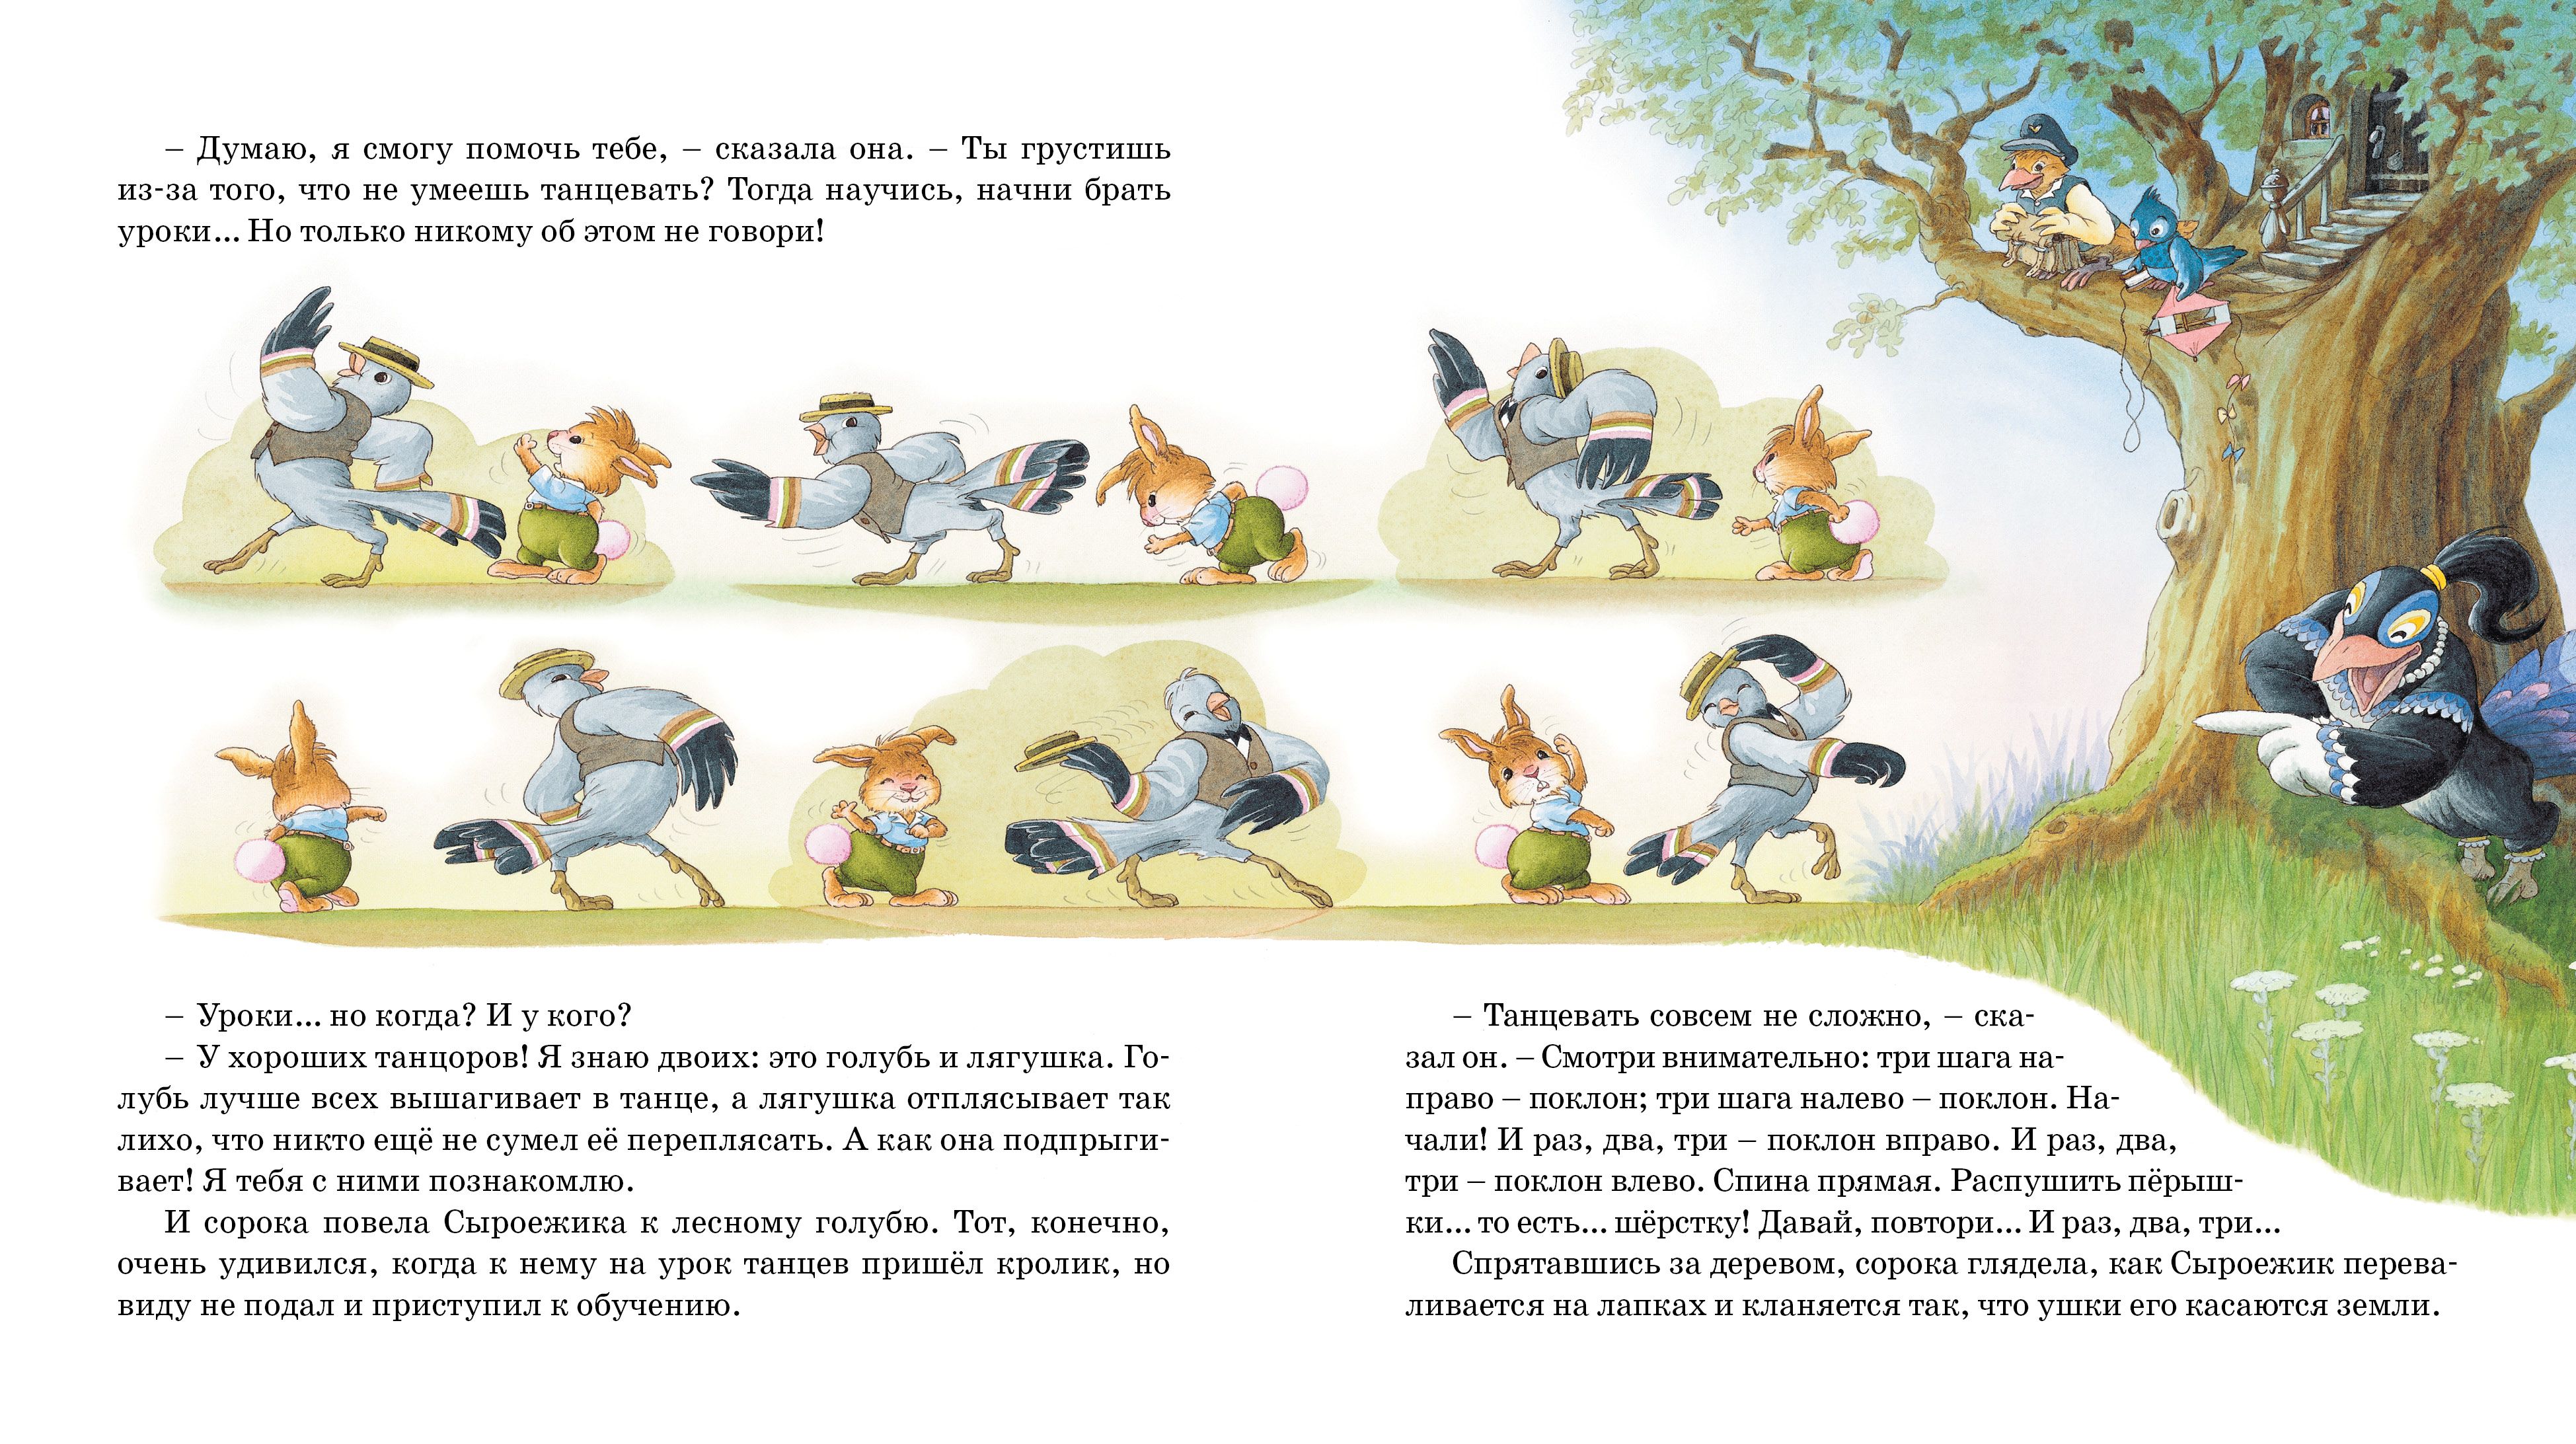 – Думаю, я смогу помочь тебе, – сказала она. – Ты грустишь
из-за того, что не умеешь танцевать? Тогда научись, начни брать
уроки... Но только никому об этом не говори!
– Уроки... но когда? И у кого?
– У хороших танцоров! Я знаю двоих: это голубь и лягушка. Го-
лубь лучше всех вышагивает в танце, а лягушка отплясывает так
лихо, что никто ещё не сумел её переплясать. А как она подпрыги-
вает! Я тебя с ними познакомлю.
И сорока повела Сыроежика к лесному голубю. Тот, конечно,
очень удивился, когда к нему на урок танцев пришёл кролик, но
виду не подал и приступил к обучению.
– Танцевать совсем не сложно, – ска-
зал он. – Смотри внимательно: три шага на-
право – поклон; три шага налево – поклон. На-
чали! И раз, два, три – поклон вправо. И раз, два,
три – поклон влево. Спина прямая. Распушить пёрыш-
ки... то есть... шёрстку! Давай, повтори... И раз, два, три...
Спрятавшись за деревом, сорока глядела, как Сыроежик перева-
ливается на лапках и кланяется так, что ушки его касаются земли.